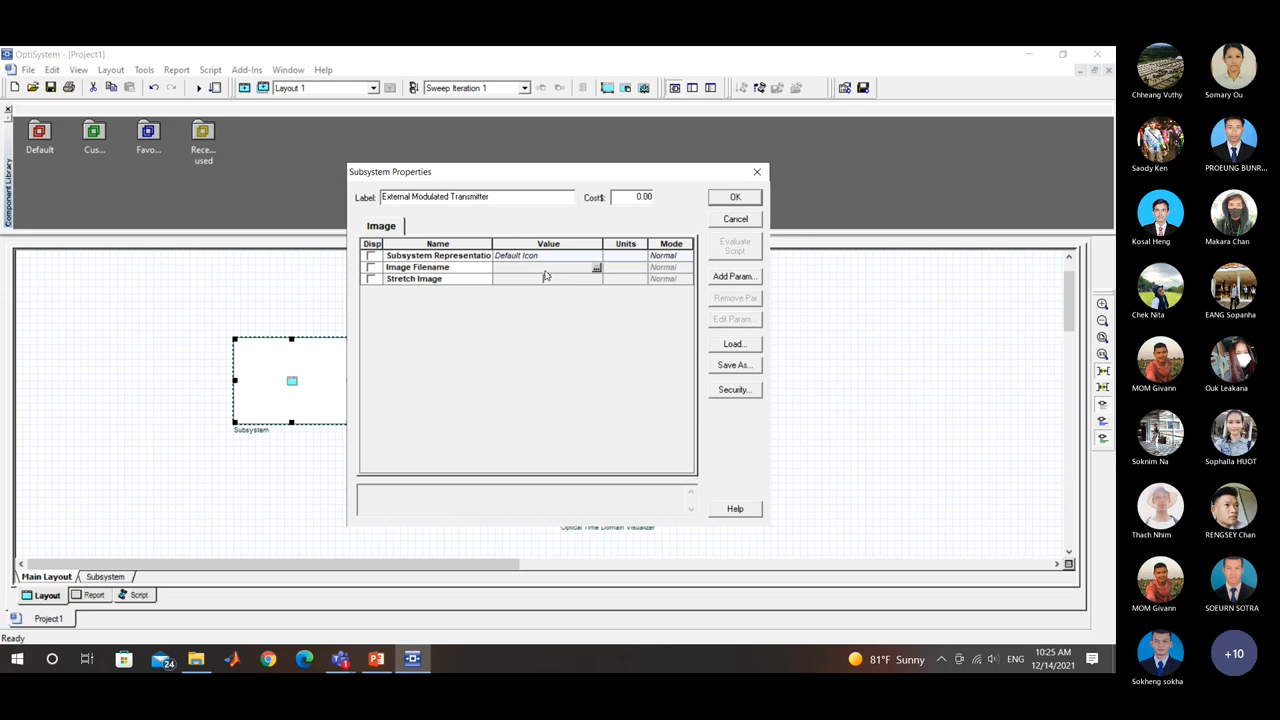 OptiSystem - [Project1]
File Edit View Layout Tools Report Script Add-Ins Window Help
Layout 1
Sweep Iteration 1
Component Library
Default
Cus...
Favo...
Rece...
used
Subsystem Properties
Label: External Modulated Transmitter Cost$: 0.00
OK
Cancel
Evaluate
Script
Add Param...
Remove Par
Edit Param...
Load...
Save As...
Security...
Help
Image
Disp Name Value Units Mode
Subsystem Representatio Default Icon Normal
Image Filename ... Normal
Stretch Image Normal
Subsystem
Optical Time Domain Visualizer
Main Layout Subsystem
Layout Report Script
Project1
Ready
24
81°F Sunny
ENG
10:25 AM
12/14/2021
Chheang Vuthy
Somary Ou
Saody Ken
PROEUNG BUNR...
Kosal Heng
Makara Chan
Chek Nita
EANG Sopanha
MOM Givann
Ouk Leakana
Soknim Na
Sophalla HUOT
Thach Nhim
RENGSEY Chan
MOM Givann
SOEURN SOTRA
Sokheng sokha
+10